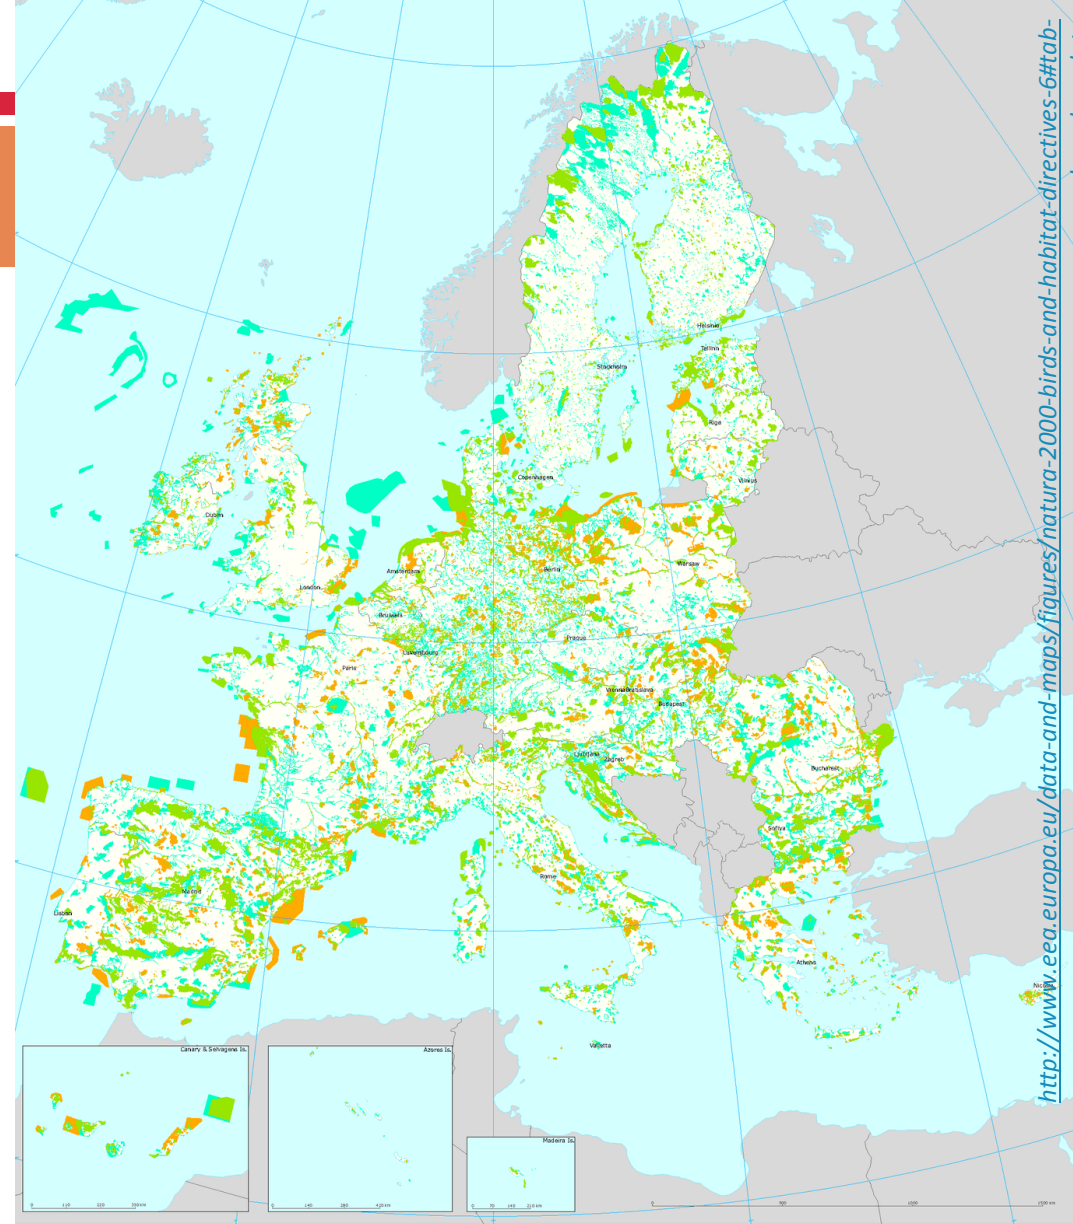 Helsinki
Tallinn
Stockholm
Riga
Copenhagen
Vilnius
Dublin
Berlin
Amsterdam
Warsaw
London
Brussels
Prague
Luxembourg
Paris
Vienna
Bratislava
Budapest
Ljubljana
Zagreb
Bucharest
Sofiya
Rome
Madrid
Lisbon
Athens
Valletta
Canary & Selvagens Is.
Azores Is.
Madeira Is.
http://www.eea.europa.eu/data-and-maps/figures/natura-2000-birds-and-habitat-directives-6#tab-